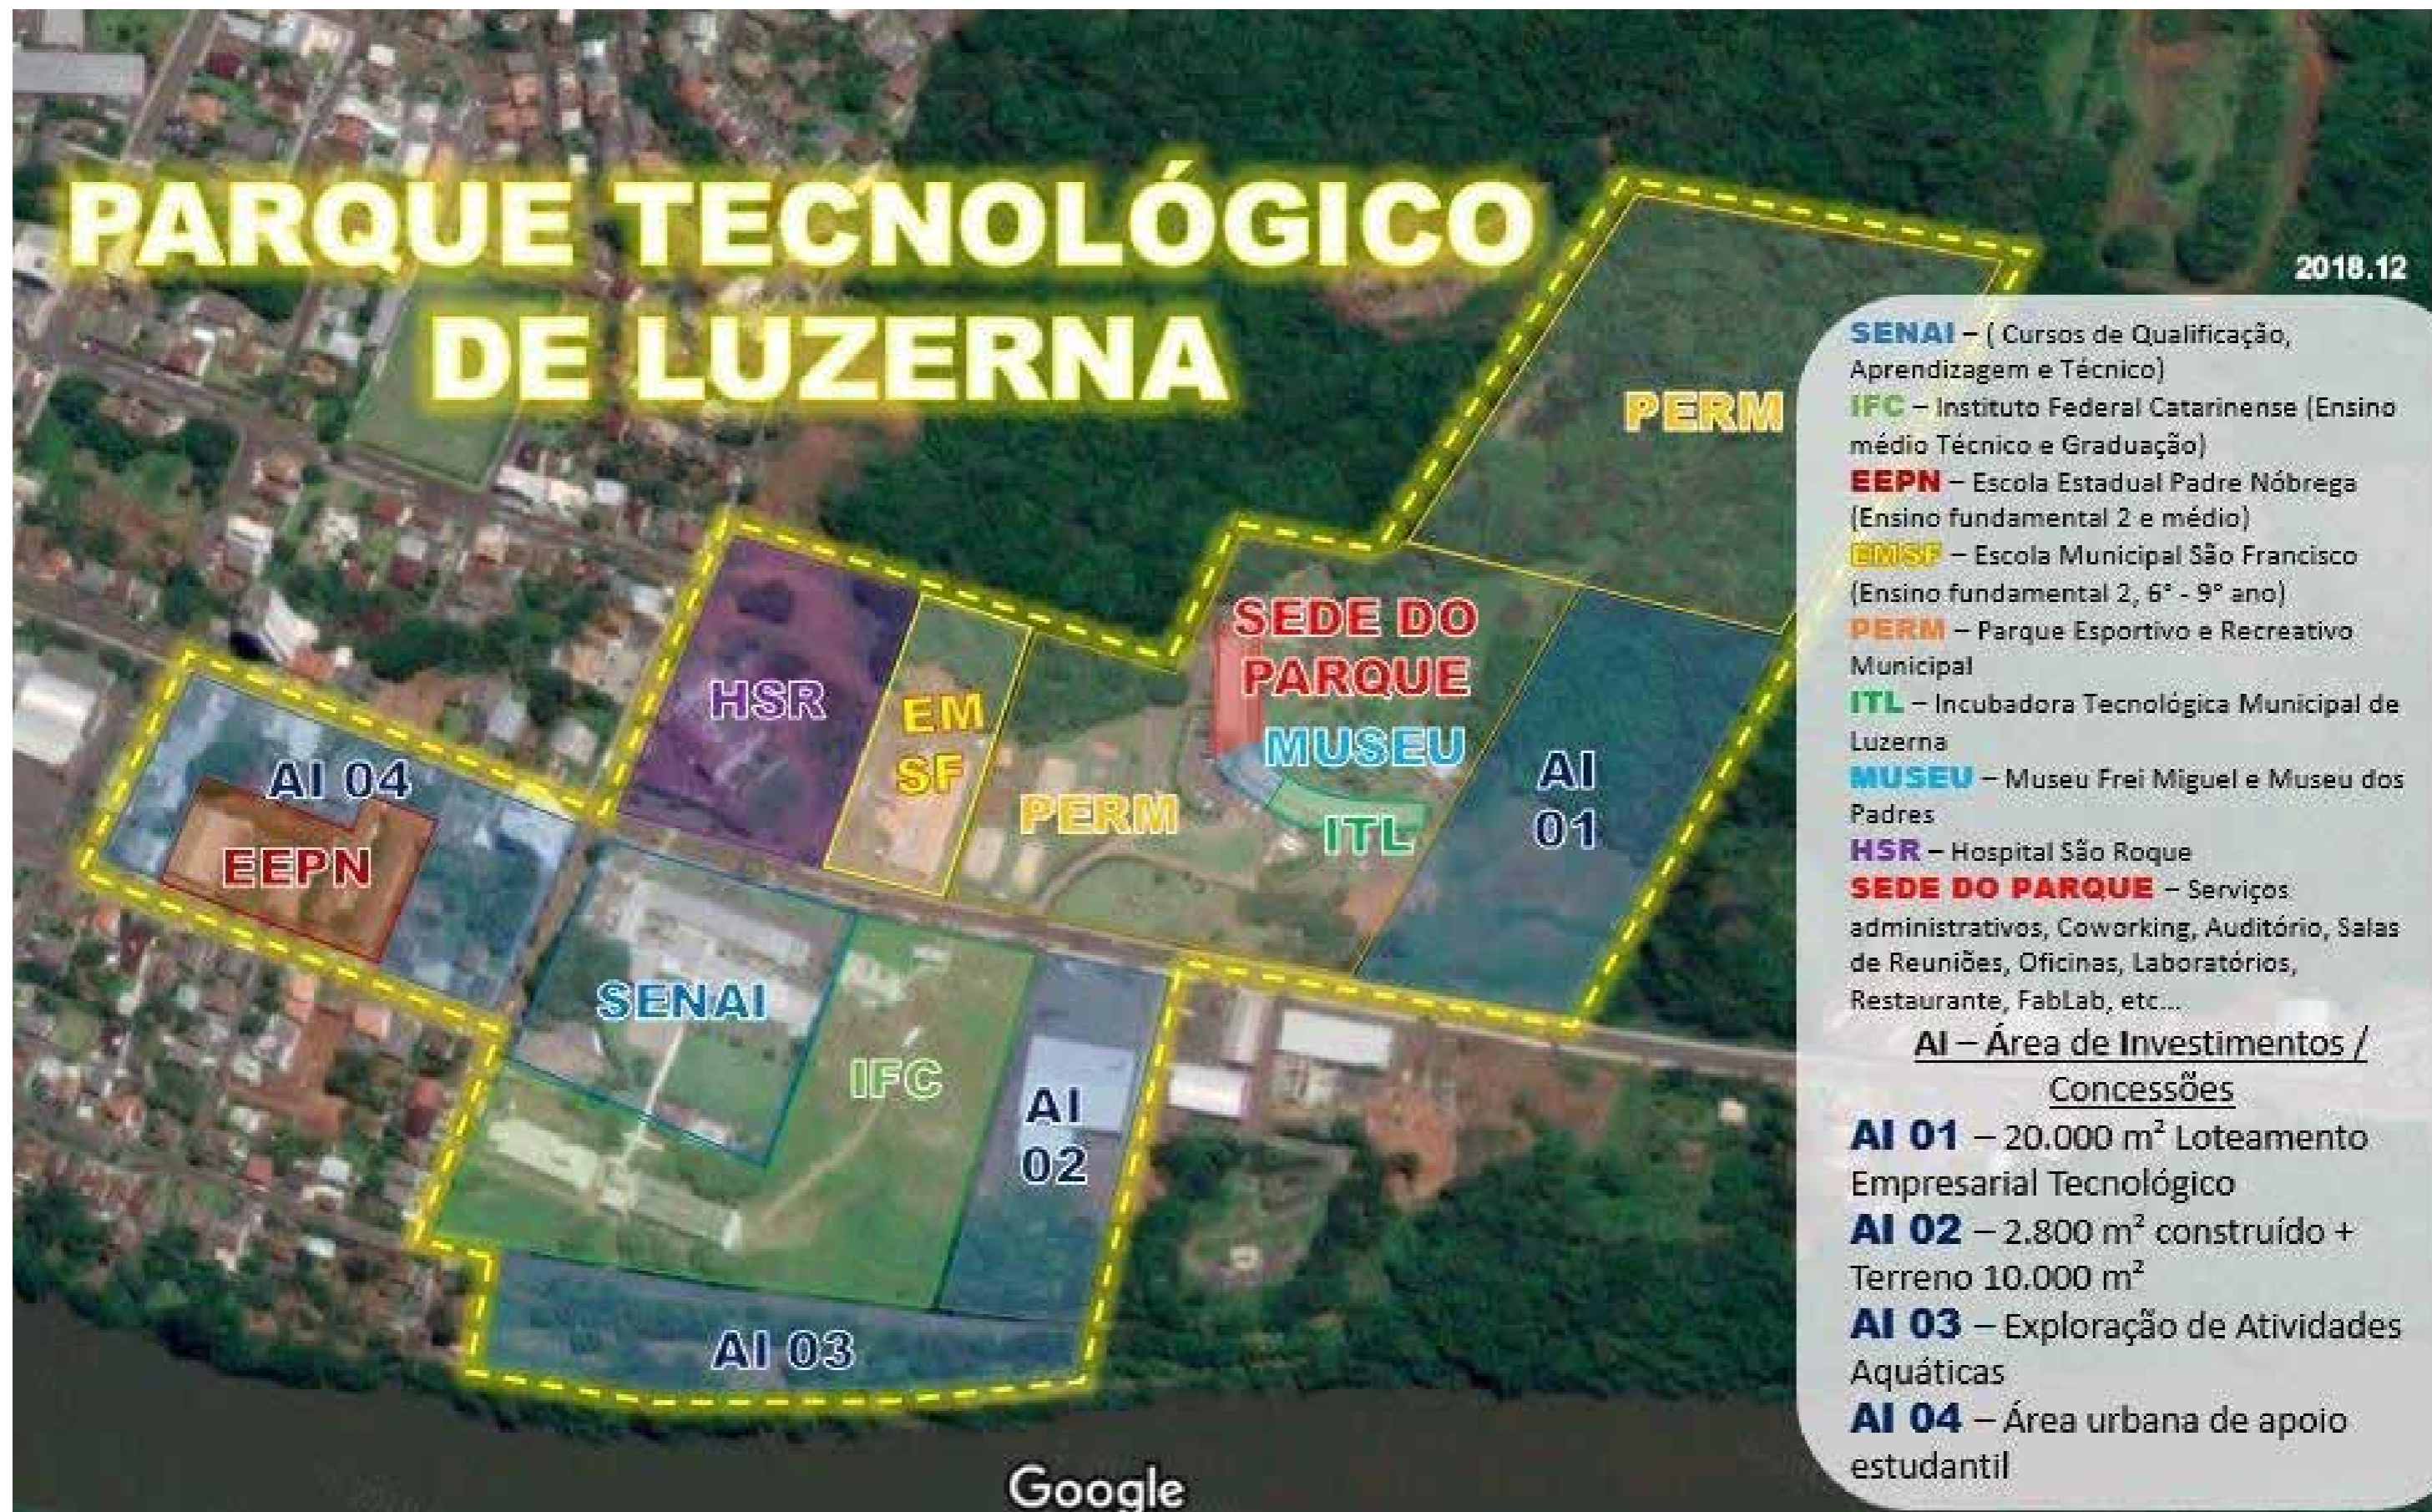 PARQUE TECNOLÓGICO
DE LUZERNA
2018.12
PERM
SEDE DO
PARQUE
HSR
EM
SF
MUSEU
AI 04
AI
01
PERM
ITL
EEPN
SENAI
IFC
AI
02
AI 03
Google
SENAI – ( Cursos de Qualificação,
Aprendizagem e Técnico)
IFC – Instituto Federal Catarinense (Ensino
médio Técnico e Graduação)
EEPN – Escola Estadual Padre Nóbrega
(Ensino fundamental 2 e médio)
EMSF – Escola Municipal São Francisco
(Ensino fundamental 2, 6° - 9° ano)
PERM – Parque Esportivo e Recreativo
Municipal
ITL – Incubadora Tecnológica Municipal de
Luzerna
MUSEU – Museu Frei Miguel e Museu dos
Padres
HSR – Hospital São Roque
SEDE DO PARQUE – Serviços
administrativos, Coworking, Auditório, Salas
de Reuniões, Oficinas, Laboratórios,
Restaurante, FabLab, etc...
AI – Área de Investimentos /
Concessões
AI 01 – 20.000 m² Loteamento
Empresarial Tecnológico
AI 02 – 2.800 m² construído +
Terreno 10.000 m²
AI 03 – Exploração de Atividades
Aquáticas
AI 04 – Área urbana de apoio
estudantil